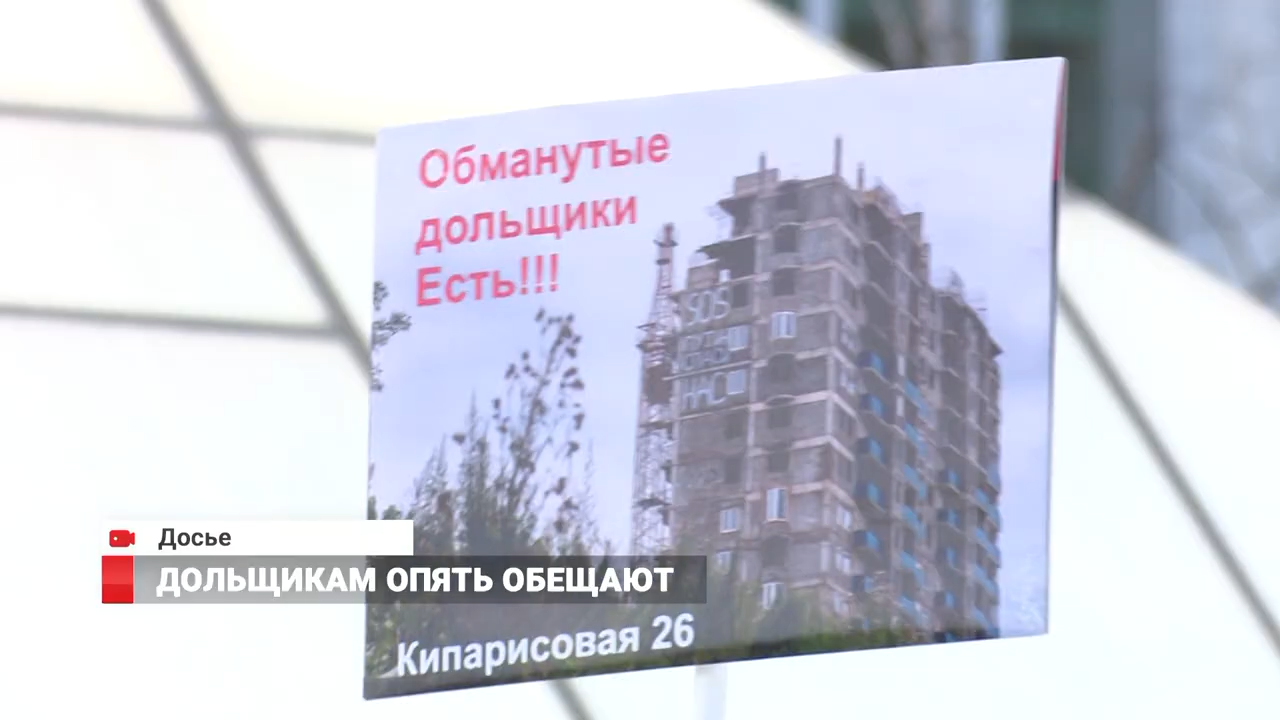 Обманутые
дольщики
Есть!!!
SOS
НАС
Досье
ДОЛЬЩИКАМ ОПЯТЬ ОБЕЩАЮТ
Кипарисовая 26